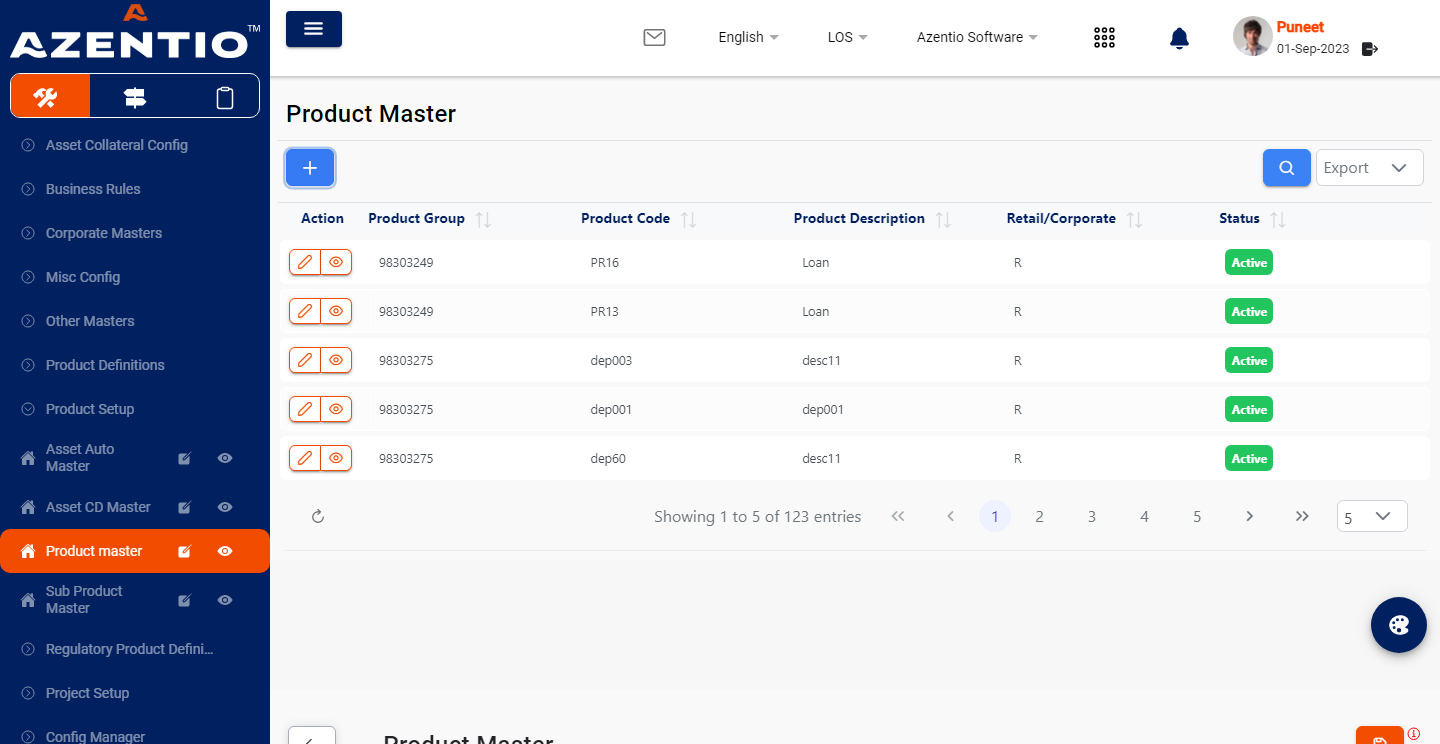 AZENTIO™
English
LOS
Azentio Software
Puneet
01-Sep-2023
Asset Collateral Config
Business Rules
Corporate Masters
Misc Config
Other Masters
Product Definitions
Product Setup
Asset Auto
Master
Asset CD Master
Product master
Sub Product
Master
Regulatory Product Defini...
Project Setup
Config Manager
Product Master
Export
Action Product Group Product Code Product Description Retail/Corporate Status
98303249 PR16 Loan R Active
98303249 PR13 Loan R Active
98303275 dep003 desc11 R Active
98303275 dep001 dep001 R Active
98303275 dep60 desc11 R Active
Showing 1 to 5 of 123 entries 1 2 3 4 5 5
Product Master